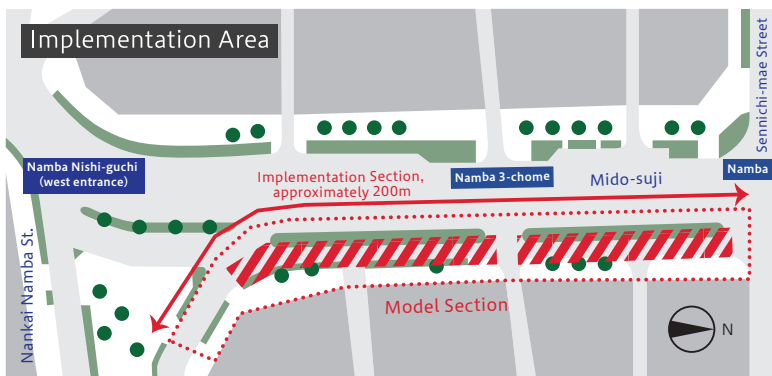 Implementation Area
Sennichi-mae Street
Namba Nishi-guchi
(west entrance)
Implementation Section,
approximately 200m
Namba 3-chome
Mido-suji
Namba
Nankai Namba St.
Model Section
N